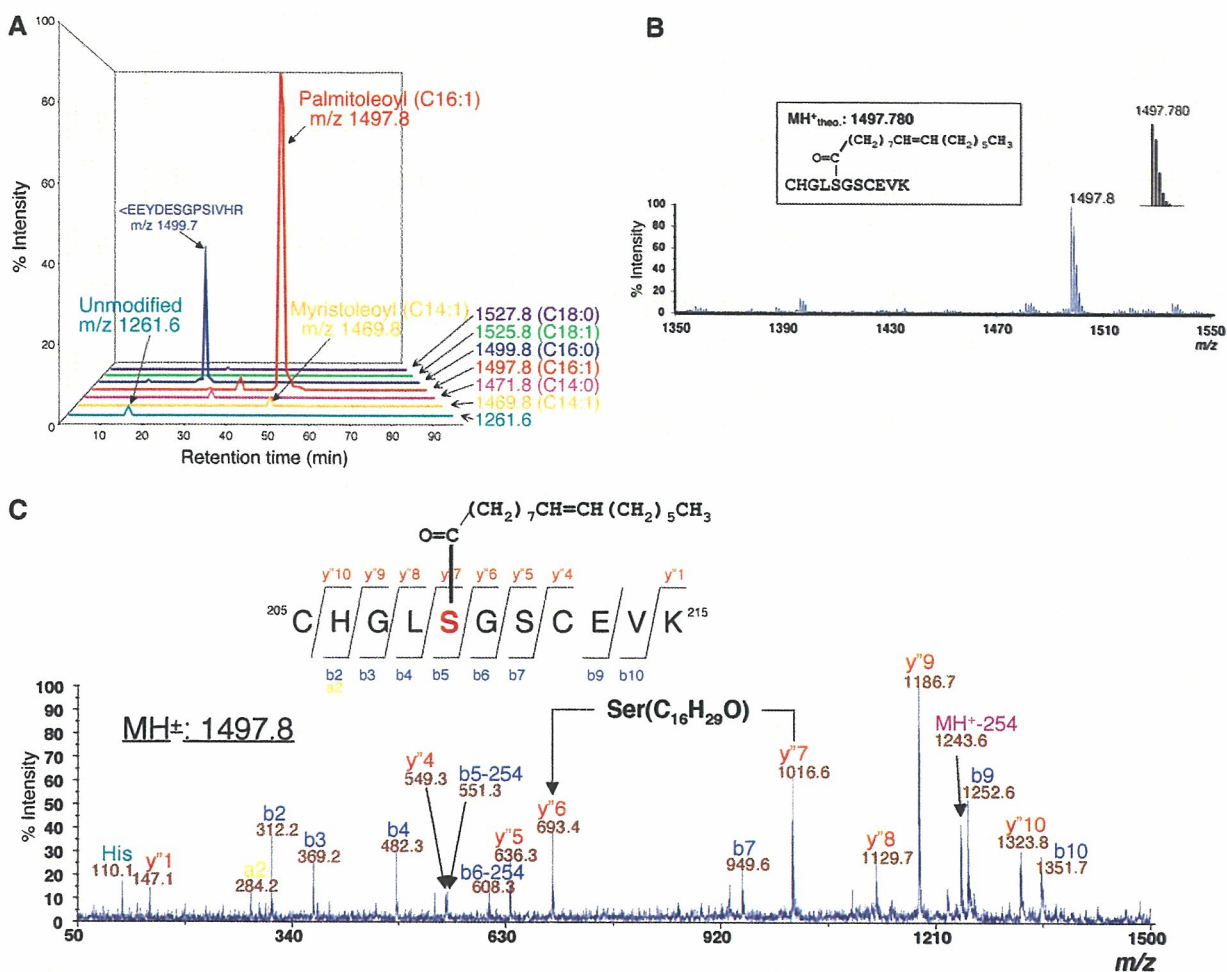 A
100
80
60
40
20
0
% Intensity
Palmitoleoyl (C16:1)
m/z 1497.8
<EEYDESGPSIVHR
m/z 1499.7
Unmodified
m/z 1261.6
Myristoleoyl (C14:1)
m/z 1469.8
1527.8 (C18:0)
1525.8 (C18:1)
1499.8 (C16:0)
1497.8 (C16:1)
1471.8 (C14:0)
1469.8 (C14:1)
1261.6
10 20 30 40 50 60 70 80 90
Retention time (min)
B
MH+theo.: 1497.780
(CH2)7CH=CH(CH2)5CH3
O=C
CHGLSGSCEVK
1497.780
1497.8
100
80
60
40
20
0
% Intensity
1350 1390 1430 1470 1510 1550
m/z
C
(CH2)7CH=CH(CH2)5CH3
O=C
y"10 y"9 y"8 y"7 y"6 y"5 y"4 y"1
205 C H G L S G S C E V K 215
b2 b3 b4 b5 b6 b7 b9 b10
a2
MH±: 1497.8
Ser(C16H29O)
100
90
80
70
60
50
40
30
20
10
0
% Intensity
His
110.1
y"1
147.1
a2
284.2
b2
312.2
b3
369.2
b4
482.3
y"4
549.3
b5-254
551.3
b6-254
608.3
y"5
636.3
y"6
693.4
b7
949.6
y"7
1016.6
y"8
1129.7
y"9
1186.7
MH+-254
1243.6
b9
1252.6
y"10
1323.8
b10
1351.7
50 340 630 920 1210 1500
m/z